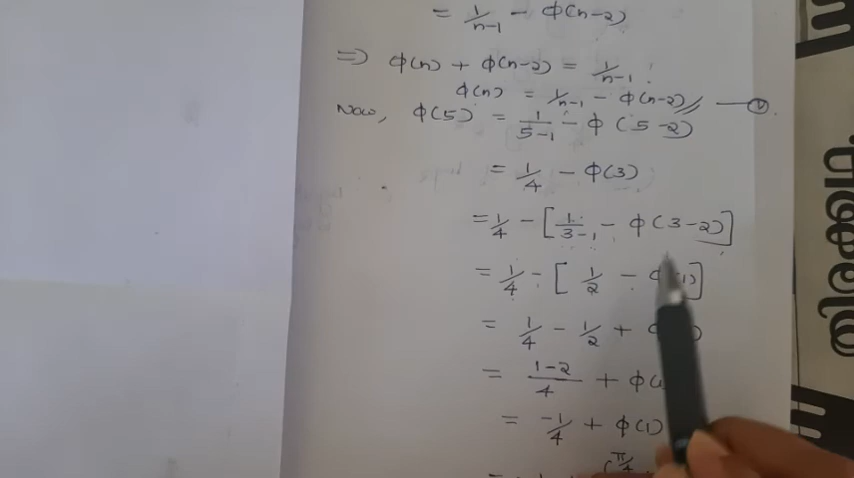 = 1/n-1 - ϕ(n-2)
=> ϕ(n) + ϕ(n-2) = 1/n-1 !
ϕ(n) = 1/n-1 - ϕ(n-2) //
Now, ϕ(5) = 1/5-1 - ϕ(5-2)
= 1/4 - ϕ(3)
= 1/4 - [1/3-1 - ϕ(3-2)]
= 1/4 - [1/2 - ϕ(1)]
= 1/4 - 1/2 + ϕ
= 1-2/4 + ϕ(
= -1/4 + ϕ(1)
π/4